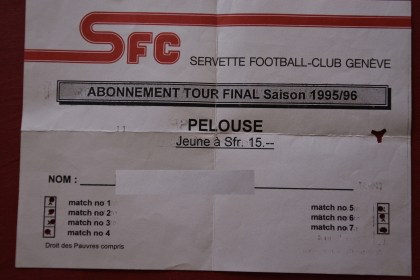 SFC
SERVETTE FOOTBALL-CLUB GENÈVE
ABONNEMENT TOUR FINAL Saison 1995/96
PELOUSE
Jeune à Sfr. 15.--
NOM :
match no 1
match no 2
match no 3
match no 4
match no 5
match no 6
match no 7
Droit des Pauvres compris